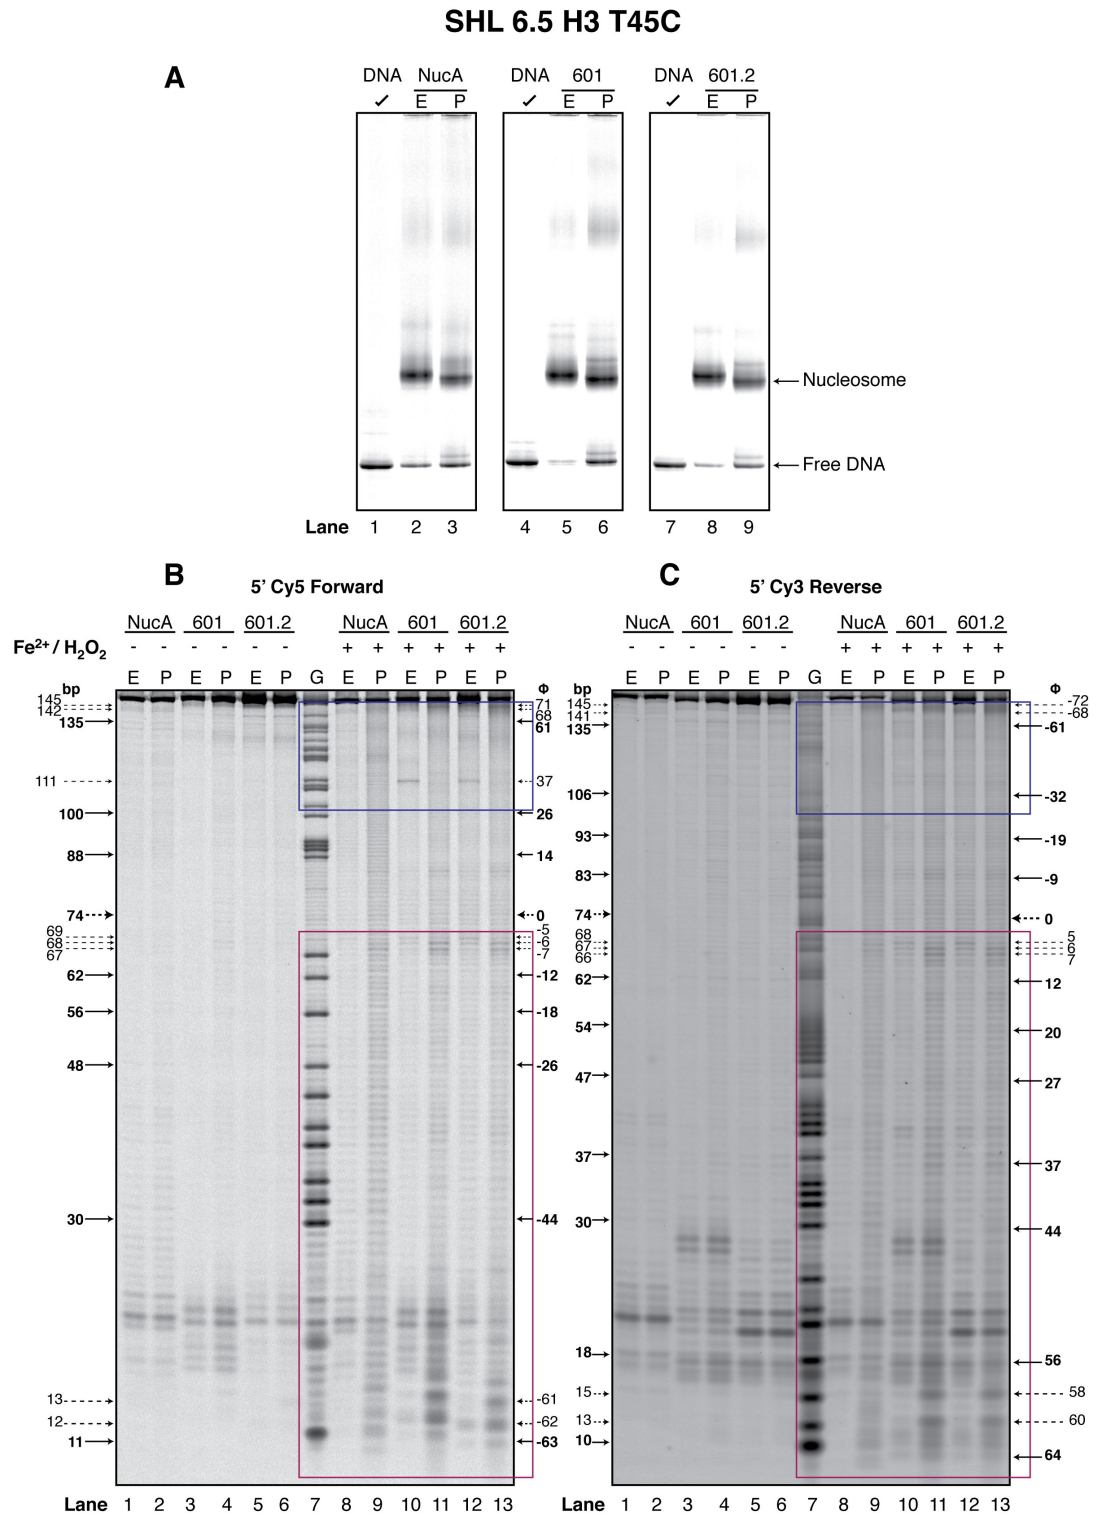 SHL 6.5 H3 T45C
A
DNA NucA DNA 601 DNA 601.2
✓ E P ✓ E P ✓ E P
Nucleosome
Free DNA
Lane 1 2 3 4 5 6 7 8 9
B
5’ Cy5 Forward
NucA 601 601.2 NucA 601 601.2
Fe²⁺/ H₂O₂ - - - - - - + + + + + +
E P E P E P G E P E P E P
bp Φ
145 71
142 68
135 61
111 37
100 26
88 14
74 0
69 -5
68 -6
67 -7
62 -12
56 -18
48 -26
30 -44
13 -61
12 -62
11 -63
Lane 1 2 3 4 5 6 7 8 9 10 11 12 13
C
5’ Cy3 Reverse
NucA 601 601.2 NucA 601 601.2
- - - - - - + + + + + +
E P E P E P G E P E P E P
bp Φ
145 -72
141 -68
135 -61
106 -32
93 -19
83 -9
74 0
68 5
67 6
66 7
62 12
54 20
47 27
37 37
30 44
18 56
15 58
13 60
10 64
Lane 1 2 3 4 5 6 7 8 9 10 11 12 13